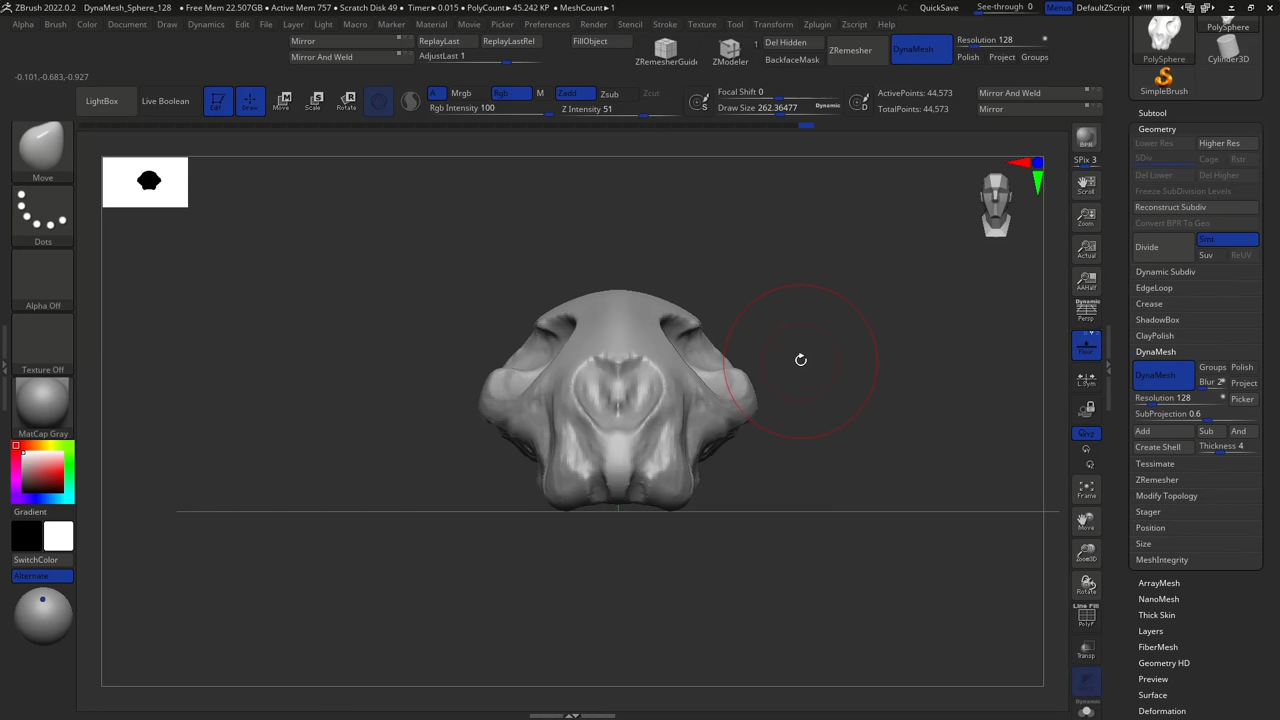 ZBrush 2022.0.2 DynaMesh_Sphere_128 • Free Mem 22.507GB • Active Mem 757 • Scratch Disk 49 • Timer▸0.015 PolyCount▸45.242 KP • MeshCount▸1 AC QuickSave See-through 0 Menus DefaultZScript
Alpha Brush Color Document Draw Dynamics Edit File Layer Light Macro Marker Material Movie Picker Preferences Render Stencil Stroke Texture Tool Transform Zplugin Zscript Help
Mirror ReplayLast ReplayLastRel FillObject 1 Del Hidden Resolution 128
Mirror And Weld AdjustLast 1 ZRemesherGuide ZModeler BackfaceMask ZRemesher DynaMesh Polish Project Groups
-0.101,-0.683,-0.927
LightBox Live Boolean Edit Draw Move Scale Rotate A Mrgb Rgb M Zadd Zsub Zcut Focal Shift 0 ActivePoints: 44,573 Mirror And Weld
Rgb Intensity 100 Z Intensity 51 S Draw Size 262.36477 Dynamic D TotalPoints: 44,573 Mirror
Move
Dots
Alpha Off
Texture Off
MatCap Gray
Gradient
SwitchColor
Alternate
BPR
SPix 3
Scroll
Zoom
Actual
AAHalf
Dynamic
Persp
Floor
L.Sym
Frame
Move
Zoom3D
Rotate
Line Fill
PolyF
Transp
Dynamic
PolySphere
PolySphere Cylinder3D
SimpleBrush
Subtool
Geometry
Lower Res Higher Res
SDiv Cage Rstr
Del Lower Del Higher
Freeze SubDivision Levels
Reconstruct Subdiv
Convert BPR To Geo
Divide Smt
Suv ReUV
Dynamic Subdiv
EdgeLoop
Crease
ShadowBox
ClayPolish
DynaMesh
DynaMesh Groups Polish
Blur 2 Project
Resolution 128 Picker
SubProjection 0.6
Add Sub And
Create Shell Thickness 4
Tessimate
ZRemesher
Modify Topology
Stager
Position
Size
MeshIntegrity
ArrayMesh
NanoMesh
Thick Skin
Layers
FiberMesh
Geometry HD
Preview
Surface
Deformation